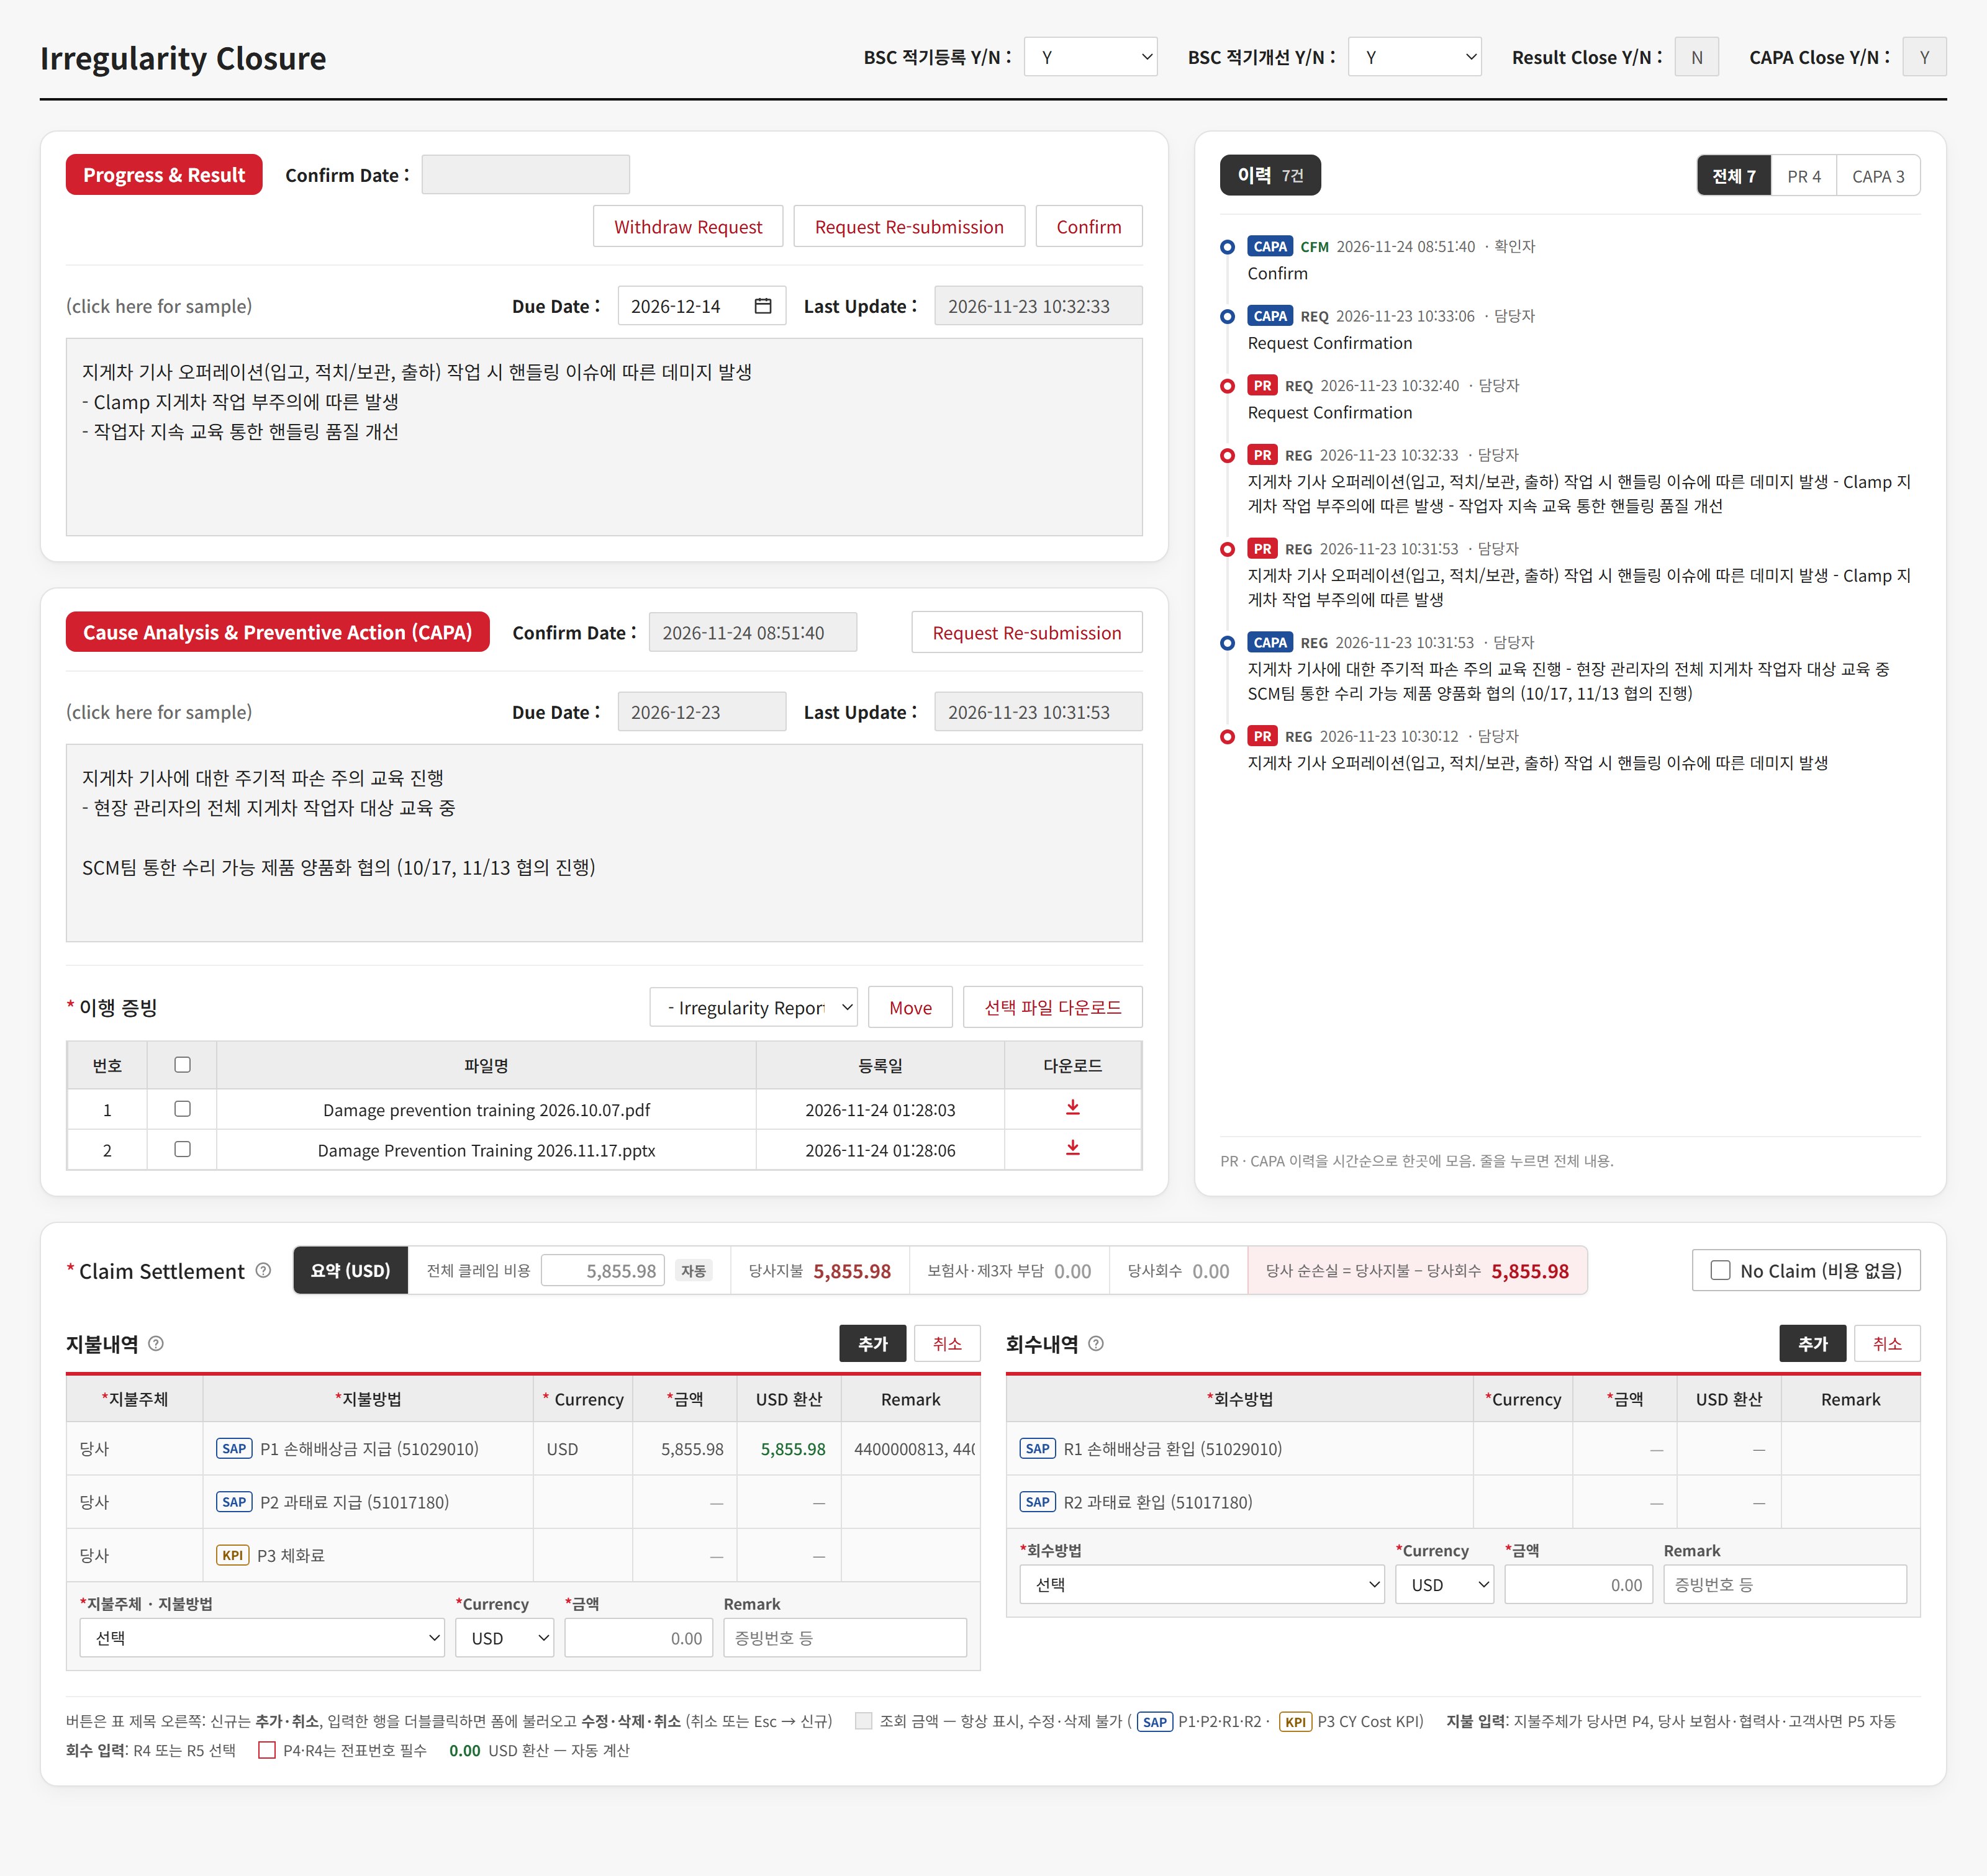 Irregularity Closure
BSC 적기등록 Y/N : Y
BSC 적기개선 Y/N : Y
Result Close Y/N : N
CAPA Close Y/N : Y
Progress & Result
Confirm Date :
Withdraw Request
Request Re-submission
Confirm
(click here for sample)
Due Date : 2026-12-14
Last Update : 2026-11-23 10:32:33
지게차 기사 오퍼레이션(입고, 적치/보관, 출하) 작업 시 핸들링 이슈에 따른 데미지 발생
- Clamp 지게차 작업 부주의에 따른 발생
- 작업자 지속 교육 통한 핸들링 품질 개선
Cause Analysis & Preventive Action (CAPA)
Confirm Date : 2026-11-24 08:51:40
Request Re-submission
(click here for sample)
Due Date : 2026-12-23
Last Update : 2026-11-23 10:31:53
지게차 기사에 대한 주기적 파손 주의 교육 진행
- 현장 관리자의 전체 지게차 작업자 대상 교육 중
SCM팀 통한 수리 가능 제품 양품화 협의 (10/17, 11/13 협의 진행)
* 이행 증빙
- Irregularity Repor
Move
선택 파일 다운로드
번호 파일명 등록일 다운로드
1 Damage prevention training 2026.10.07.pdf 2026-11-24 01:28:03
2 Damage Prevention Training 2026.11.17.pptx 2026-11-24 01:28:06
이력 7건
전체 7 PR 4 CAPA 3
CAPA CFM 2026-11-24 08:51:40 · 확인자
Confirm
CAPA REQ 2026-11-23 10:33:06 · 담당자
Request Confirmation
PR REQ 2026-11-23 10:32:40 · 담당자
Request Confirmation
PR REG 2026-11-23 10:32:33 · 담당자
지게차 기사 오퍼레이션(입고, 적치/보관, 출하) 작업 시 핸들링 이슈에 따른 데미지 발생 - Clamp 지
게차 작업 부주의에 따른 발생 - 작업자 지속 교육 통한 핸들링 품질 개선
PR REG 2026-11-23 10:31:53 · 담당자
지게차 기사 오퍼레이션(입고, 적치/보관, 출하) 작업 시 핸들링 이슈에 따른 데미지 발생 - Clamp 지
게차 작업 부주의에 따른 발생
CAPA REG 2026-11-23 10:31:53 · 담당자
지게차 기사에 대한 주기적 파손 주의 교육 진행 - 현장 관리자의 전체 지게차 작업자 대상 교육 중
SCM팀 통한 수리 가능 제품 양품화 협의 (10/17, 11/13 협의 진행)
PR REG 2026-11-23 10:30:12 · 담당자
지게차 기사 오퍼레이션(입고, 적치/보관, 출하) 작업 시 핸들링 이슈에 따른 데미지 발생
PR · CAPA 이력을 시간순으로 한곳에 모음. 줄을 누르면 전체 내용.
* Claim Settlement ?
요약 (USD) 전체 클레임 비용 5,855.98 자동 당사지불 5,855.98 보험사·제3자 부담 0.00 당사회수 0.00 당사 순손실 = 당사지불 − 당사회수 5,855.98
No Claim (비용 없음)
지불내역 ? 추가 취소
*지불주체 *지불방법 * Currency *금액 USD 환산 Remark
당사 SAP P1 손해배상금 지급 (51029010) USD 5,855.98 5,855.98 4400000813, 440
당사 SAP P2 과태료 지급 (51017180) — —
당사 KPI P3 체화료 — —
*지불주체 · 지불방법 *Currency *금액 Remark
선택 USD 0.00 증빙번호 등
회수내역 ? 추가 취소
*회수방법 *Currency *금액 USD 환산 Remark
SAP R1 손해배상금 환입 (51029010) — —
SAP R2 과태료 환입 (51017180) — —
*회수방법 *Currency *금액 Remark
선택 USD 0.00 증빙번호 등
버튼은 표 제목 오른쪽: 신규는 추가·취소, 입력한 행을 더블클릭하면 폼에 불러오고 수정·삭제·취소 (취소 또는 Esc → 신규) 조회 금액 — 항상 표시, 수정·삭제 불가 ( SAP P1·P2·R1·R2 · KPI P3 CY Cost KPI) 지불 입력: 지불주체가 당사면 P4, 당사 보험사·협력사·고객사면 P5 자동
회수 입력: R4 또는 R5 선택 P4·R4는 전표번호 필수 0.00 USD 환산 — 자동 계산